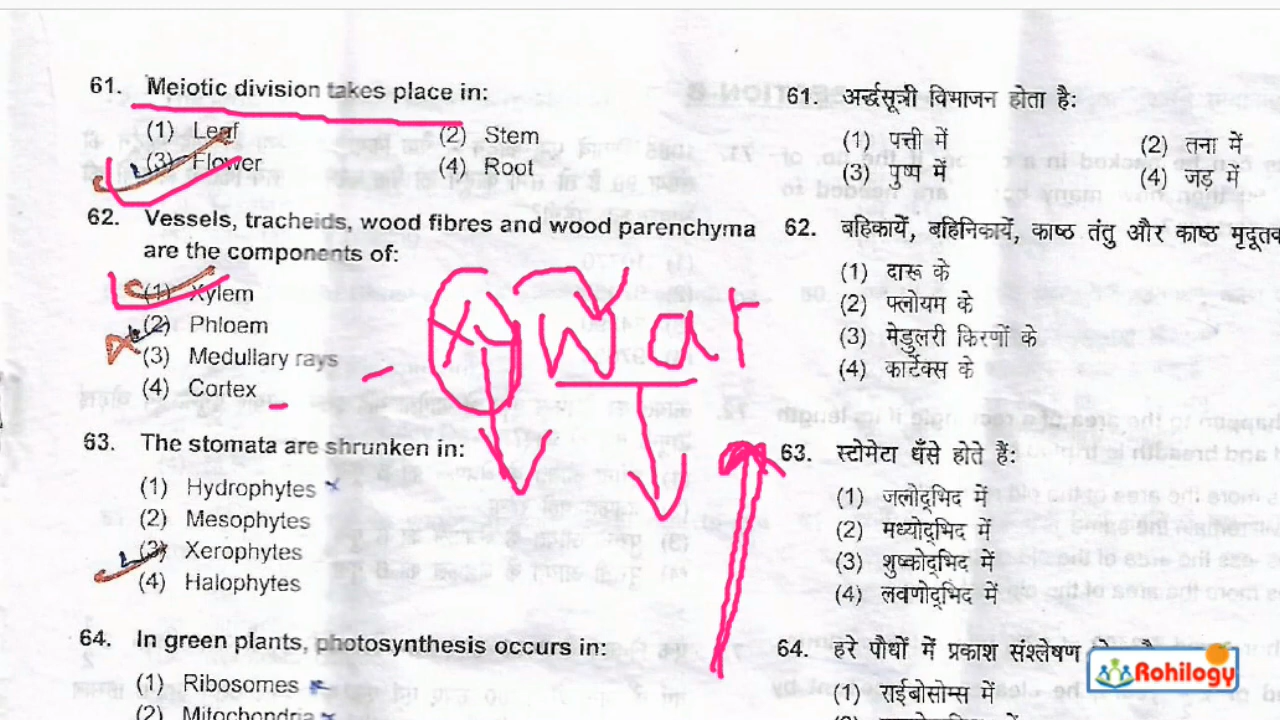 61. Meiotic division takes place in:
(1) Leaf (2) Stem
(3) Flower (4) Root
62. Vessels, tracheids, wood fibres and wood parenchyma
are the components of:
(1) Xylem
(2) Phloem
(3) Medullary rays
(4) Cortex
63. The stomata are shrunken in:
(1) Hydrophytes
(2) Mesophytes
(3) Xerophytes
(4) Halophytes
64. In green plants, photosynthesis occurs in:
(1) Ribosomes
(2) Mitochondria
Xy War
61. अर्द्धसूत्री विभाजन होता है:
(1) पत्ती में (2) तना में
(3) पुष्प में (4) जड़ में
62. बहिकायें, बहिनिकायें, काष्ठ तंतु और काष्ठ
(1) दारू के
(2) फ्लोयम के
(3) मेडुलरी किरणों के
(4) कार्टेक्स के
63. स्टोमेटा धँसे होते हैं:
(1) जलोद्भिद में
(2) मध्योद्भिद में
(3) शुष्कोद्भिद में
(4) लवणोद्भिद में
64. हरे पौधों में प्रकाश संश्लेषण
(1) राईबोसोम्स में
Rohilogy